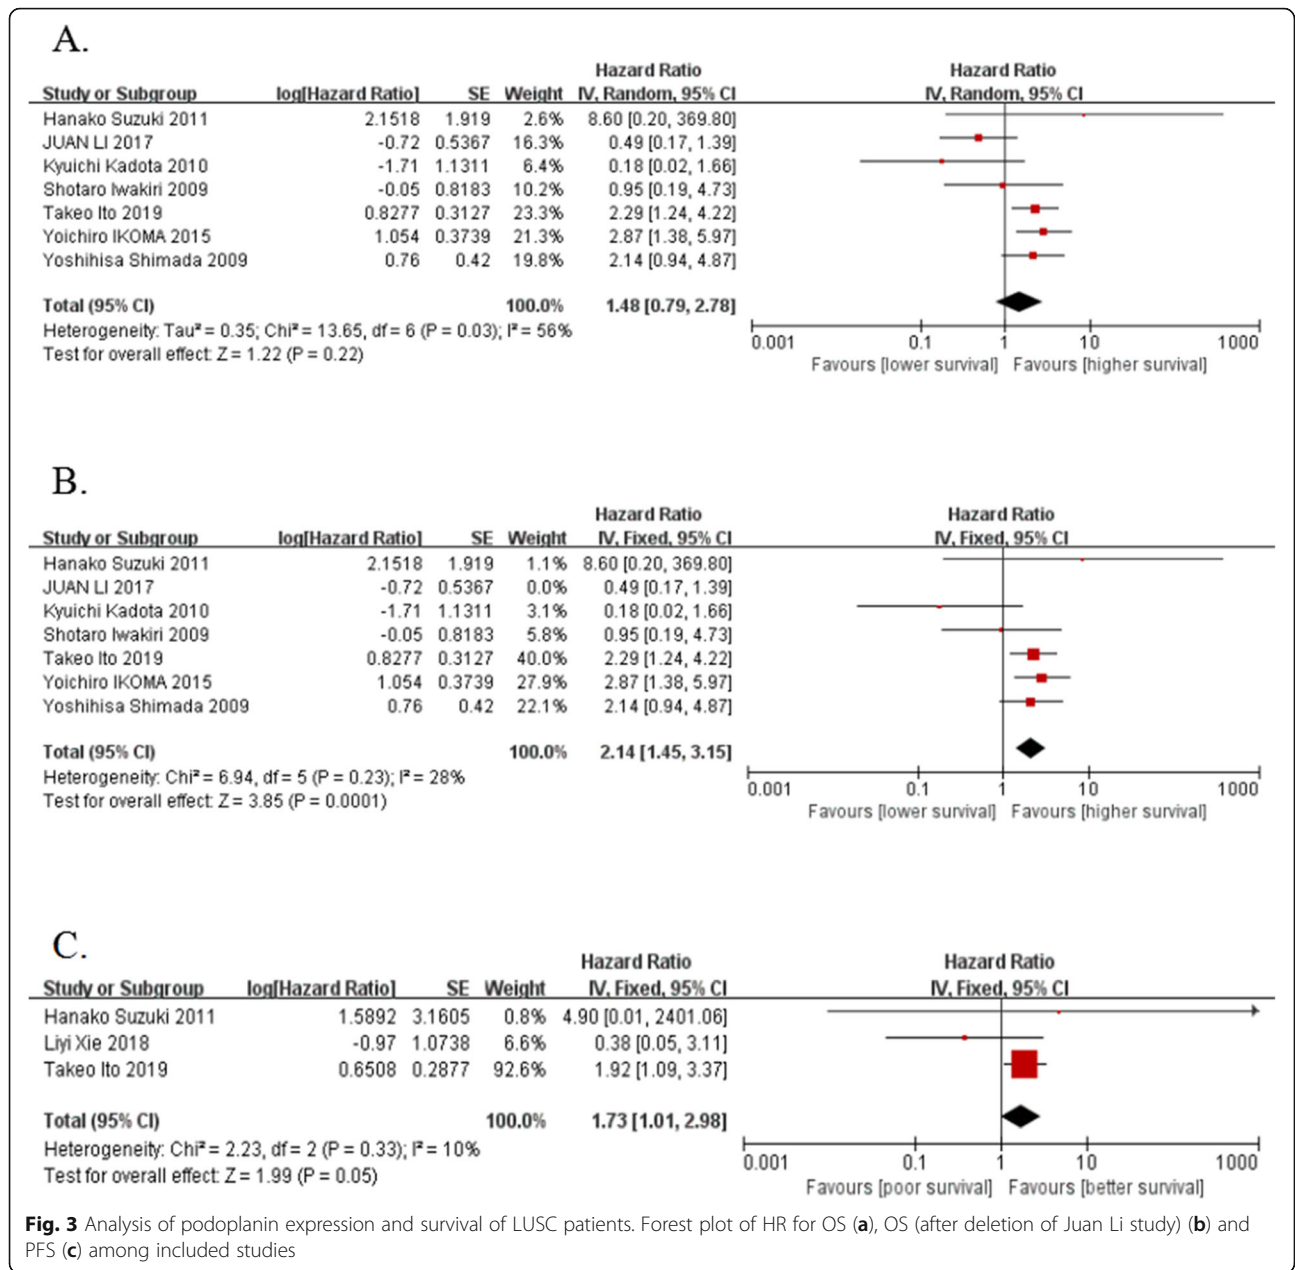 A.
Hazard Ratio Hazard Ratio
Study or Subgroup log[Hazard Ratio] SE Weight IV, Random, 95% CI IV, Random, 95% CI
Hanako Suzuki 2011 2.1518 1.919 2.6% 8.60 [0.20, 369.80]
JUAN LI 2017 -0.72 0.5367 16.3% 0.49 [0.17, 1.39]
Kyuichi Kadota 2010 -1.71 1.1311 6.4% 0.18 [0.02, 1.66]
Shotaro Iwakiri 2009 -0.05 0.8183 10.2% 0.95 [0.19, 4.73]
Takeo Ito 2019 0.8277 0.3127 23.3% 2.29 [1.24, 4.22]
Yoichiro IKOMA 2015 1.054 0.3739 21.3% 2.87 [1.38, 5.97]
Yoshihisa Shimada 2009 0.76 0.42 19.8% 2.14 [0.94, 4.87]
Total (95% CI) 100.0% 1.48 [0.79, 2.78]
Heterogeneity: Tau² = 0.35; Chi² = 13.65, df = 6 (P = 0.03); I² = 56%
Test for overall effect: Z = 1.22 (P = 0.22)
0.001 0.1 1 10 1000
Favours [lower survival] Favours [higher survival]
B.
Hazard Ratio Hazard Ratio
Study or Subgroup log[Hazard Ratio] SE Weight IV, Fixed, 95% CI IV, Fixed, 95% CI
Hanako Suzuki 2011 2.1518 1.919 1.1% 8.60 [0.20, 369.80]
JUAN LI 2017 -0.72 0.5367 0.0% 0.49 [0.17, 1.39]
Kyuichi Kadota 2010 -1.71 1.1311 3.1% 0.18 [0.02, 1.66]
Shotaro Iwakiri 2009 -0.05 0.8183 5.8% 0.95 [0.19, 4.73]
Takeo Ito 2019 0.8277 0.3127 40.0% 2.29 [1.24, 4.22]
Yoichiro IKOMA 2015 1.054 0.3739 27.9% 2.87 [1.38, 5.97]
Yoshihisa Shimada 2009 0.76 0.42 22.1% 2.14 [0.94, 4.87]
Total (95% CI) 100.0% 2.14 [1.45, 3.15]
Heterogeneity: Chi² = 6.94, df = 5 (P = 0.23); I² = 28%
Test for overall effect: Z = 3.85 (P = 0.0001)
0.001 0.1 1 10 1000
Favours [lower survival] Favours [higher survival]
C.
Hazard Ratio Hazard Ratio
Study or Subgroup log[Hazard Ratio] SE Weight IV, Fixed, 95% CI IV, Fixed, 95% CI
Hanako Suzuki 2011 1.5892 3.1605 0.8% 4.90 [0.01, 2401.06]
Liyi Xie 2018 -0.97 1.0738 6.6% 0.38 [0.05, 3.11]
Takeo Ito 2019 0.6508 0.2877 92.6% 1.92 [1.09, 3.37]
Total (95% CI) 100.0% 1.73 [1.01, 2.98]
Heterogeneity: Chi² = 2.23, df = 2 (P = 0.33); I² = 10%
Test for overall effect: Z = 1.99 (P = 0.05)
0.001 0.1 1 10 1000
Favours [poor survival] Favours [better survival]
Fig. 3 Analysis of podoplanin expression and survival of LUSC patients. Forest plot of HR for OS (a), OS (after deletion of Juan Li study) (b) and
PFS (c) among included studies